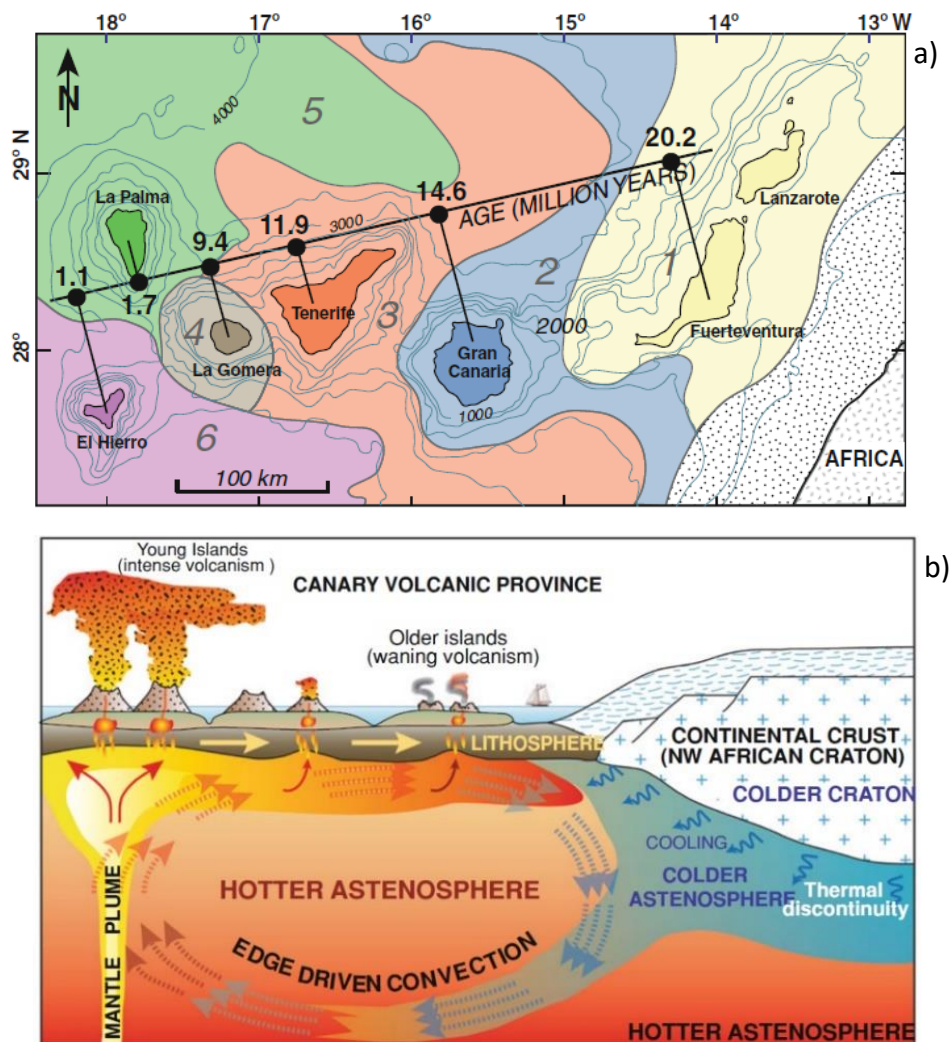 18° 17° 16° 15° 14° 13° W
a)
N
4000
5
29° N
20.2
La Palma
14.6
AGE (MILLION YEARS)
Lanzarote
11.9
3000
9.4
1.1
1.7
2
1
4
Tenerife
3
2000
Fuerteventura
28°
La Gomera
Gran
Canaria
1000
El Hierro
6
AFRICA
100 km
b)
Young Islands
(intense volcanism )
CANARY VOLCANIC PROVINCE
Older islands
(waning volcanism)
LITHOSPHERE
CONTINENTAL CRUST
(NW AFRICAN CRATON)
COLDER CRATON
COOLING
HOTTER ASTENOSPHERE
COLDER
ASTENOSPHERE
Thermal
discontinuity
MANTLE PLUME
EDGE DRIVEN CONVECTION
HOTTER ASTENOSPHERE